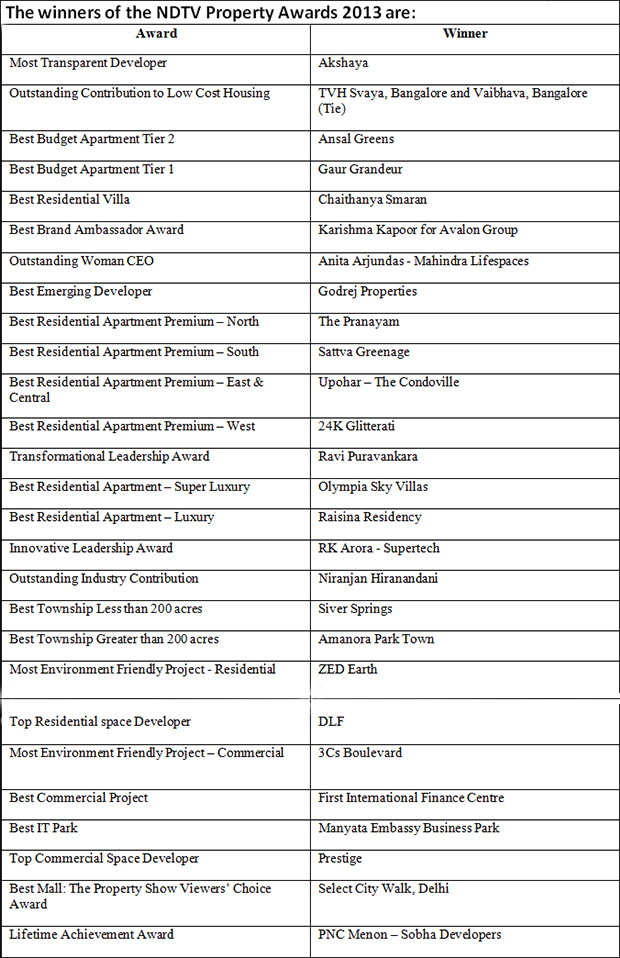 The winners of the NDTV Property Awards 2013 are:
Award Winner
Most Transparent Developer Akshaya
Outstanding Contribution to Low Cost Housing TVH Svaya, Bangalore and Vaibhava, Bangalore
(Tie)
Best Budget Apartment Tier 2 Ansal Greens
Best Budget Apartment Tier 1 Gaur Grandeur
Best Residential Villa Chaithanya Smaran
Best Brand Ambassador Award Karishma Kapoor for Avalon Group
Outstanding Woman CEO Anita Arjundas - Mahindra Lifespaces
Best Emerging Developer Godrej Properties
Best Residential Apartment Premium – North The Pranayam
Best Residential Apartment Premium – South Sattva Greenage
Best Residential Apartment Premium – East & Upohar – The Condoville
Central
Best Residential Apartment Premium – West 24K Glitterati
Transformational Leadership Award Ravi Puravankara
Best Residential Apartment – Super Luxury Olympia Sky Villas
Best Residential Apartment – Luxury Raisina Residency
Innovative Leadership Award RK Arora - Supertech
Outstanding Industry Contribution Niranjan Hiranandani
Best Township Less than 200 acres Siver Springs
Best Township Greater than 200 acres Amanora Park Town
Most Environment Friendly Project - Residential ZED Earth
Top Residential space Developer DLF
Most Environment Friendly Project – Commercial 3Cs Boulevard
Best Commercial Project First International Finance Centre
Best IT Park Manyata Embassy Business Park
Top Commercial Space Developer Prestige
Best Mall: The Property Show Viewers’ Choice Select City Walk, Delhi
Award
Lifetime Achievement Award PNC Menon – Sobha Developers